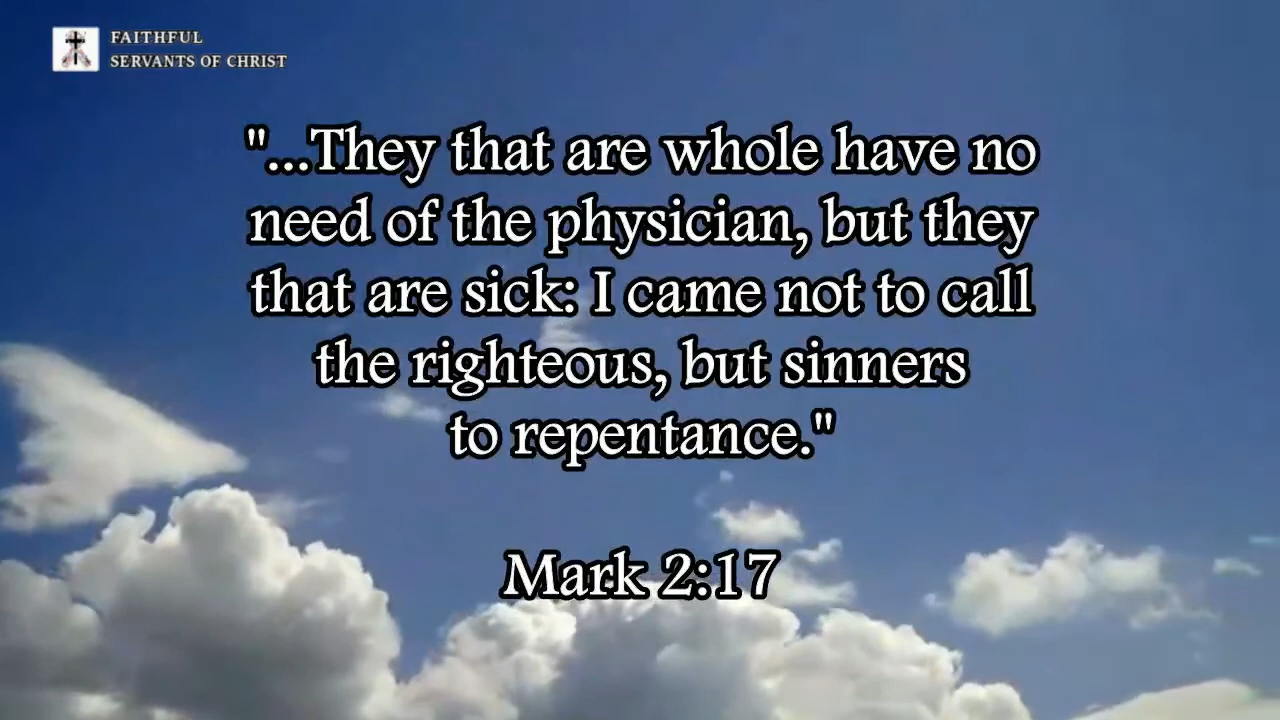 FAITHFUL
SERVANTS OF CHRIST
"...They that are whole have no
need of the physician, but they
that are sick: I came not to call
the righteous, but sinners
to repentance."
Mark 2:17